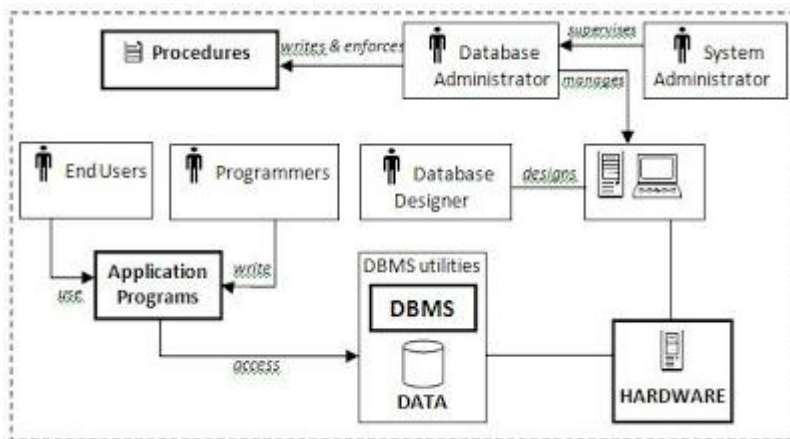 supervises
Procedures
writes & enforces
Database
Administrator
System
Administrator
manages
End Users
Programmers
Database
Designer
designs
Application
Programs
use
write
DBMS utilities
DBMS
DATA
access
HARDWARE